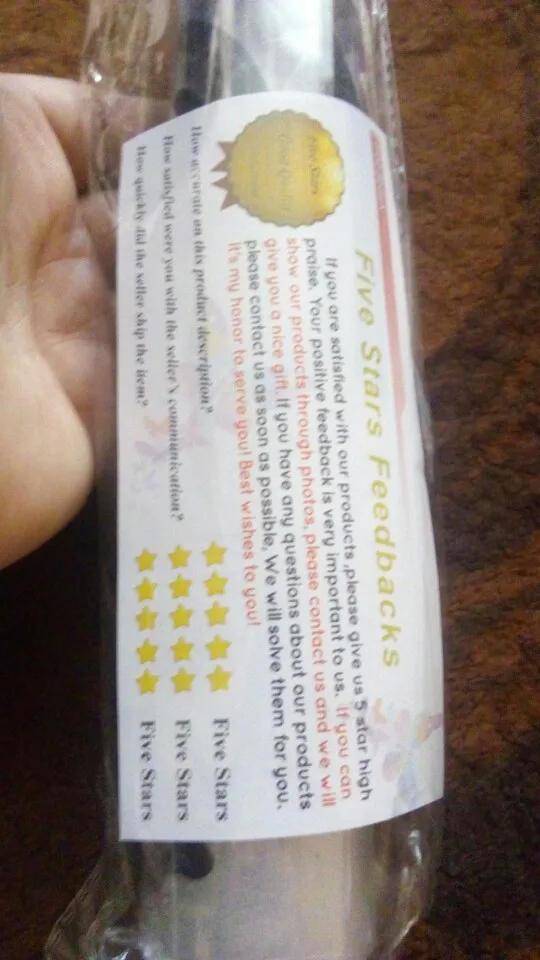 Five Stars Feedbacks
If you are satisfied with our products ,please give us 5 star high
praise. Your positive feedback is very important to us. If you can
show our products through photos, please contact us and we will
give you a nice gift. If you have any questions about our products
please contact us as soon as possible, We will solve them for you.
It's my honor to serve you! Best wishes to you!
Five Stars
How accurate on this product description? Five Stars
How satisfied were you with the seller's communication? Five Stars
How quickly did the seller ship the item? Five Stars